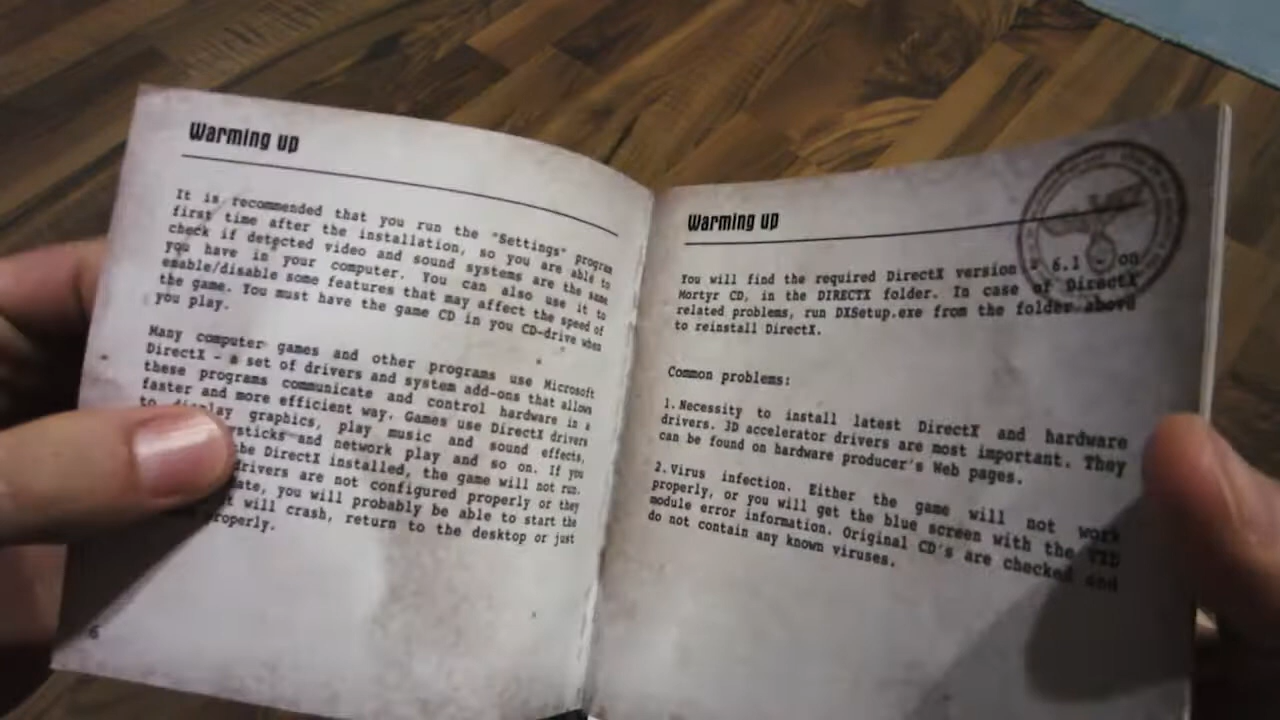 Warming up
It is recommended that you run the "Settings" program
first time after the installation, so you are able to
check if detected video and sound systems are the same
you have in your computer. You can also use it to
enable/disable some features that may affect the speed of
the game. You must have the game CD in you CD-drive when
you play.
Many computer games and other programs use Microsoft
DirectX - a set of drivers and system add-ons that allows
these programs communicate and control hardware in a
faster and more efficient way. Games use DirectX drivers
to display graphics, play music and sound effects,
and network play and so on. If you
DirectX installed, the game will not run.
drivers are not configured properly or they
you will probably be able to start the
will crash, return to the desktop or just
properly.
6
Warming up
You will find the required DirectX version 6.1 on
Mortyr CD, in the DIRECTX folder. In case of DirectX
related problems, run DXSetup.exe from the folder above
to reinstall DirectX.
Common problems:
1.Necessity to install latest DirectX and hardware
drivers. 3D accelerator drivers are most important. They
can be found on hardware producer's Web pages.
2.Virus infection. Either the game will not work
properly, or you will get the blue screen with the VXD
module error information. Original CD's are checked and
do not contain any known viruses.